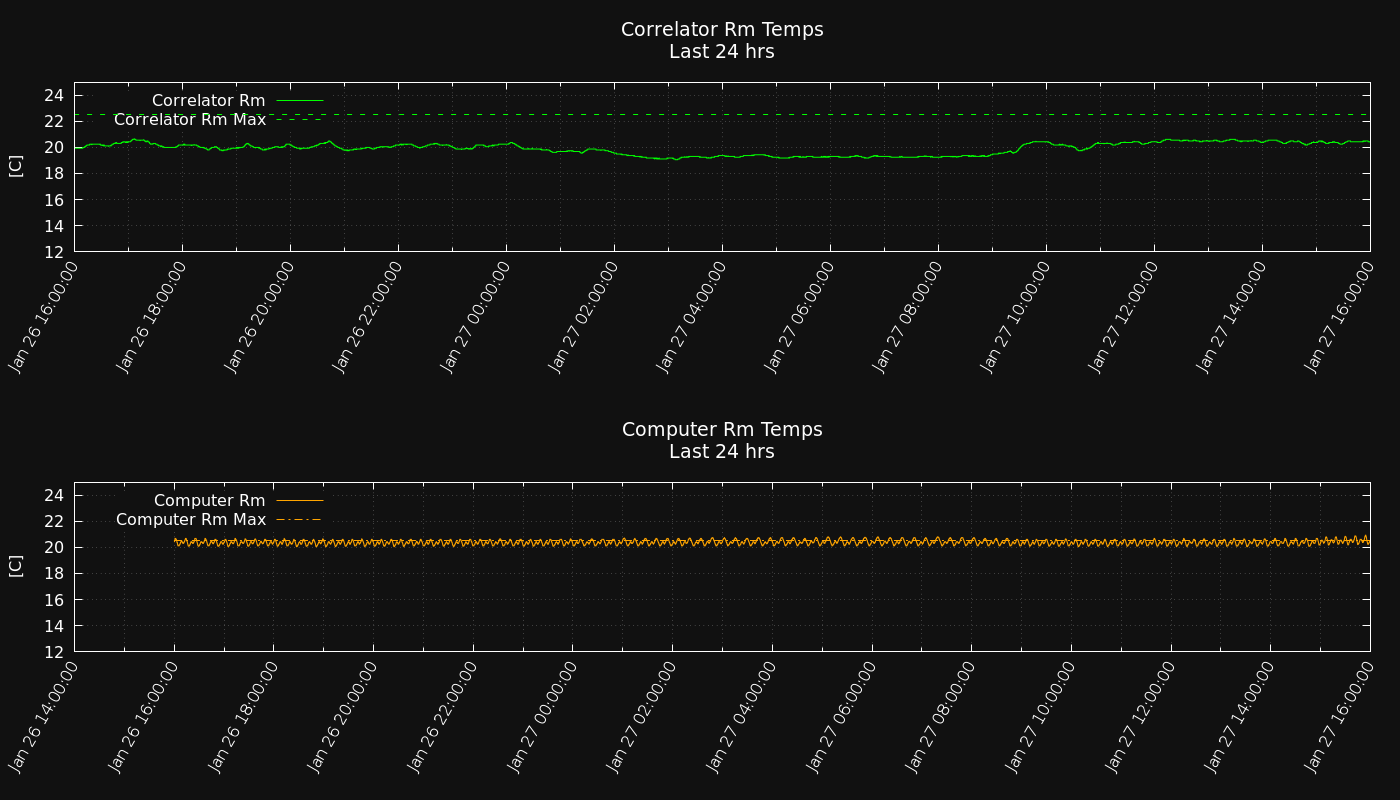 Correlator Rm Temps
Last 24 hrs
Correlator Rm
Correlator Rm Max
[C]
24
22
20
18
16
14
12
Jan 26 16:00:00
Jan 26 18:00:00
Jan 26 20:00:00
Jan 26 22:00:00
Jan 27 00:00:00
Jan 27 02:00:00
Jan 27 04:00:00
Jan 27 06:00:00
Jan 27 08:00:00
Jan 27 10:00:00
Jan 27 12:00:00
Jan 27 14:00:00
Jan 27 16:00:00
Computer Rm Temps
Last 24 hrs
Computer Rm
Computer Rm Max
[C]
24
22
20
18
16
14
12
Jan 26 14:00:00
Jan 26 16:00:00
Jan 26 18:00:00
Jan 26 20:00:00
Jan 26 22:00:00
Jan 27 00:00:00
Jan 27 02:00:00
Jan 27 04:00:00
Jan 27 06:00:00
Jan 27 08:00:00
Jan 27 10:00:00
Jan 27 12:00:00
Jan 27 14:00:00
Jan 27 16:00:00